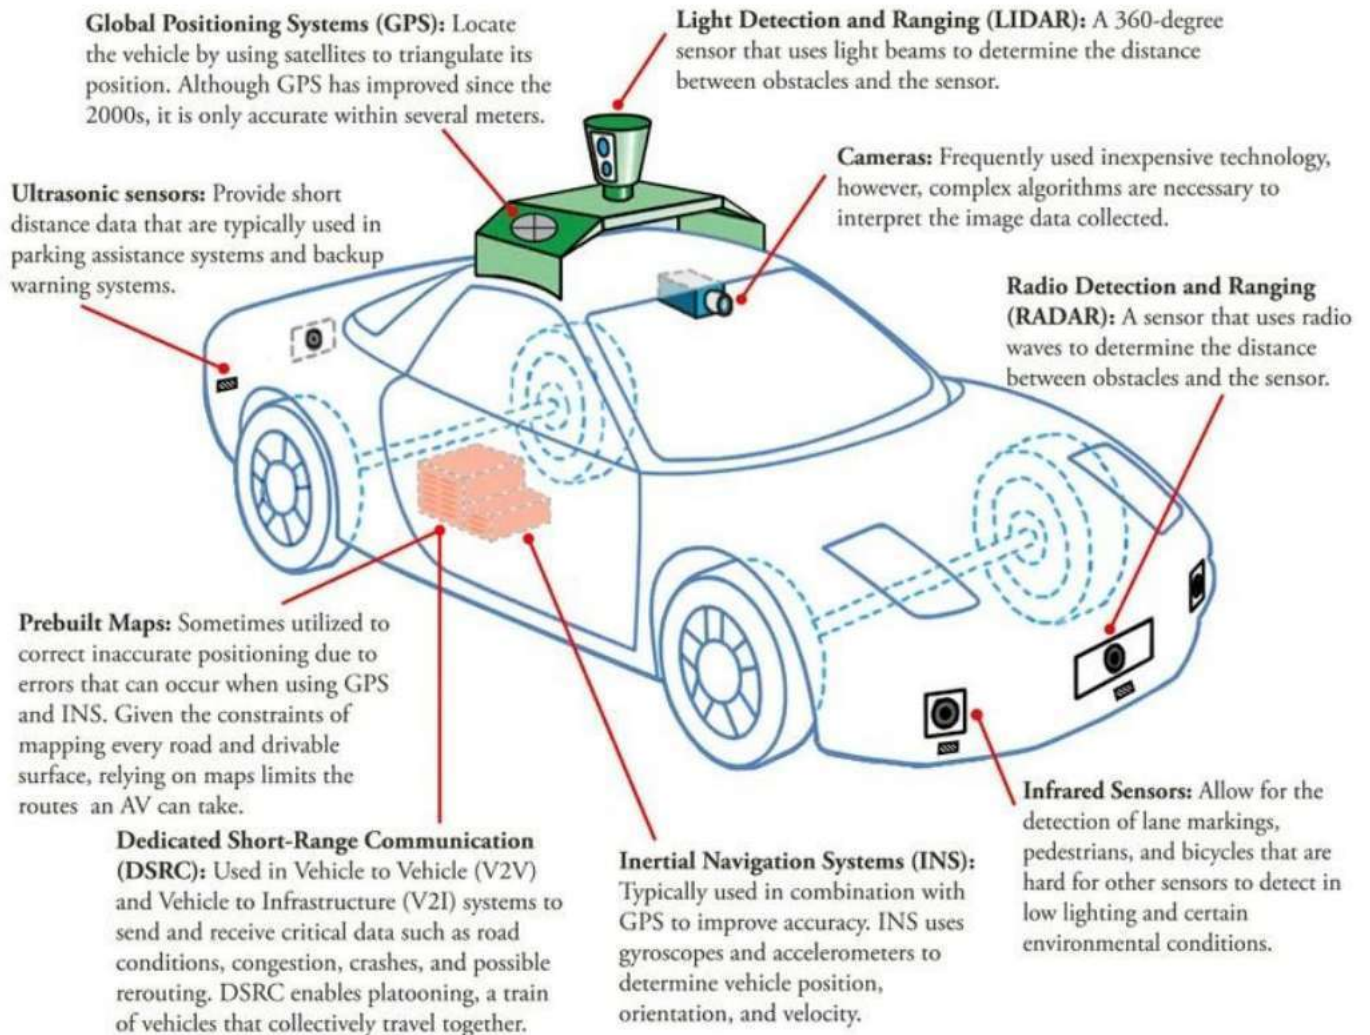 Global Positioning Systems (GPS): Locate
the vehicle by using satellites to triangulate its
position. Although GPS has improved since the
2000s, it is only accurate within several meters.
Light Detection and Ranging (LIDAR): A 360-degree
sensor that uses light beams to determine the distance
between obstacles and the sensor.
Cameras: Frequently used inexpensive technology,
however, complex algorithms are necessary to
interpret the image data collected.
Ultrasonic sensors: Provide short
distance data that are typically used in
parking assistance systems and backup
warning systems.
Radio Detection and Ranging
(RADAR): A sensor that uses radio
waves to determine the distance
between obstacles and the sensor.
Prebuilt Maps: Sometimes utilized to
correct inaccurate positioning due to
errors that can occur when using GPS
and INS. Given the constraints of
mapping every road and drivable
surface, relying on maps limits the
routes an AV can take.
Dedicated Short-Range Communication
(DSRC): Used in Vehicle to Vehicle (V2V)
and Vehicle to Infrastructure (V2I) systems to
send and receive critical data such as road
conditions, congestion, crashes, and possible
rerouting. DSRC enables platooning, a train
of vehicles that collectively travel together.
Inertial Navigation Systems (INS):
Typically used in combination with
GPS to improve accuracy. INS uses
gyroscopes and accelerometers to
determine vehicle position,
orientation, and velocity.
Infrared Sensors: Allow for the
detection of lane markings,
pedestrians, and bicycles that are
hard for other sensors to detect in
low lighting and certain
environmental conditions.